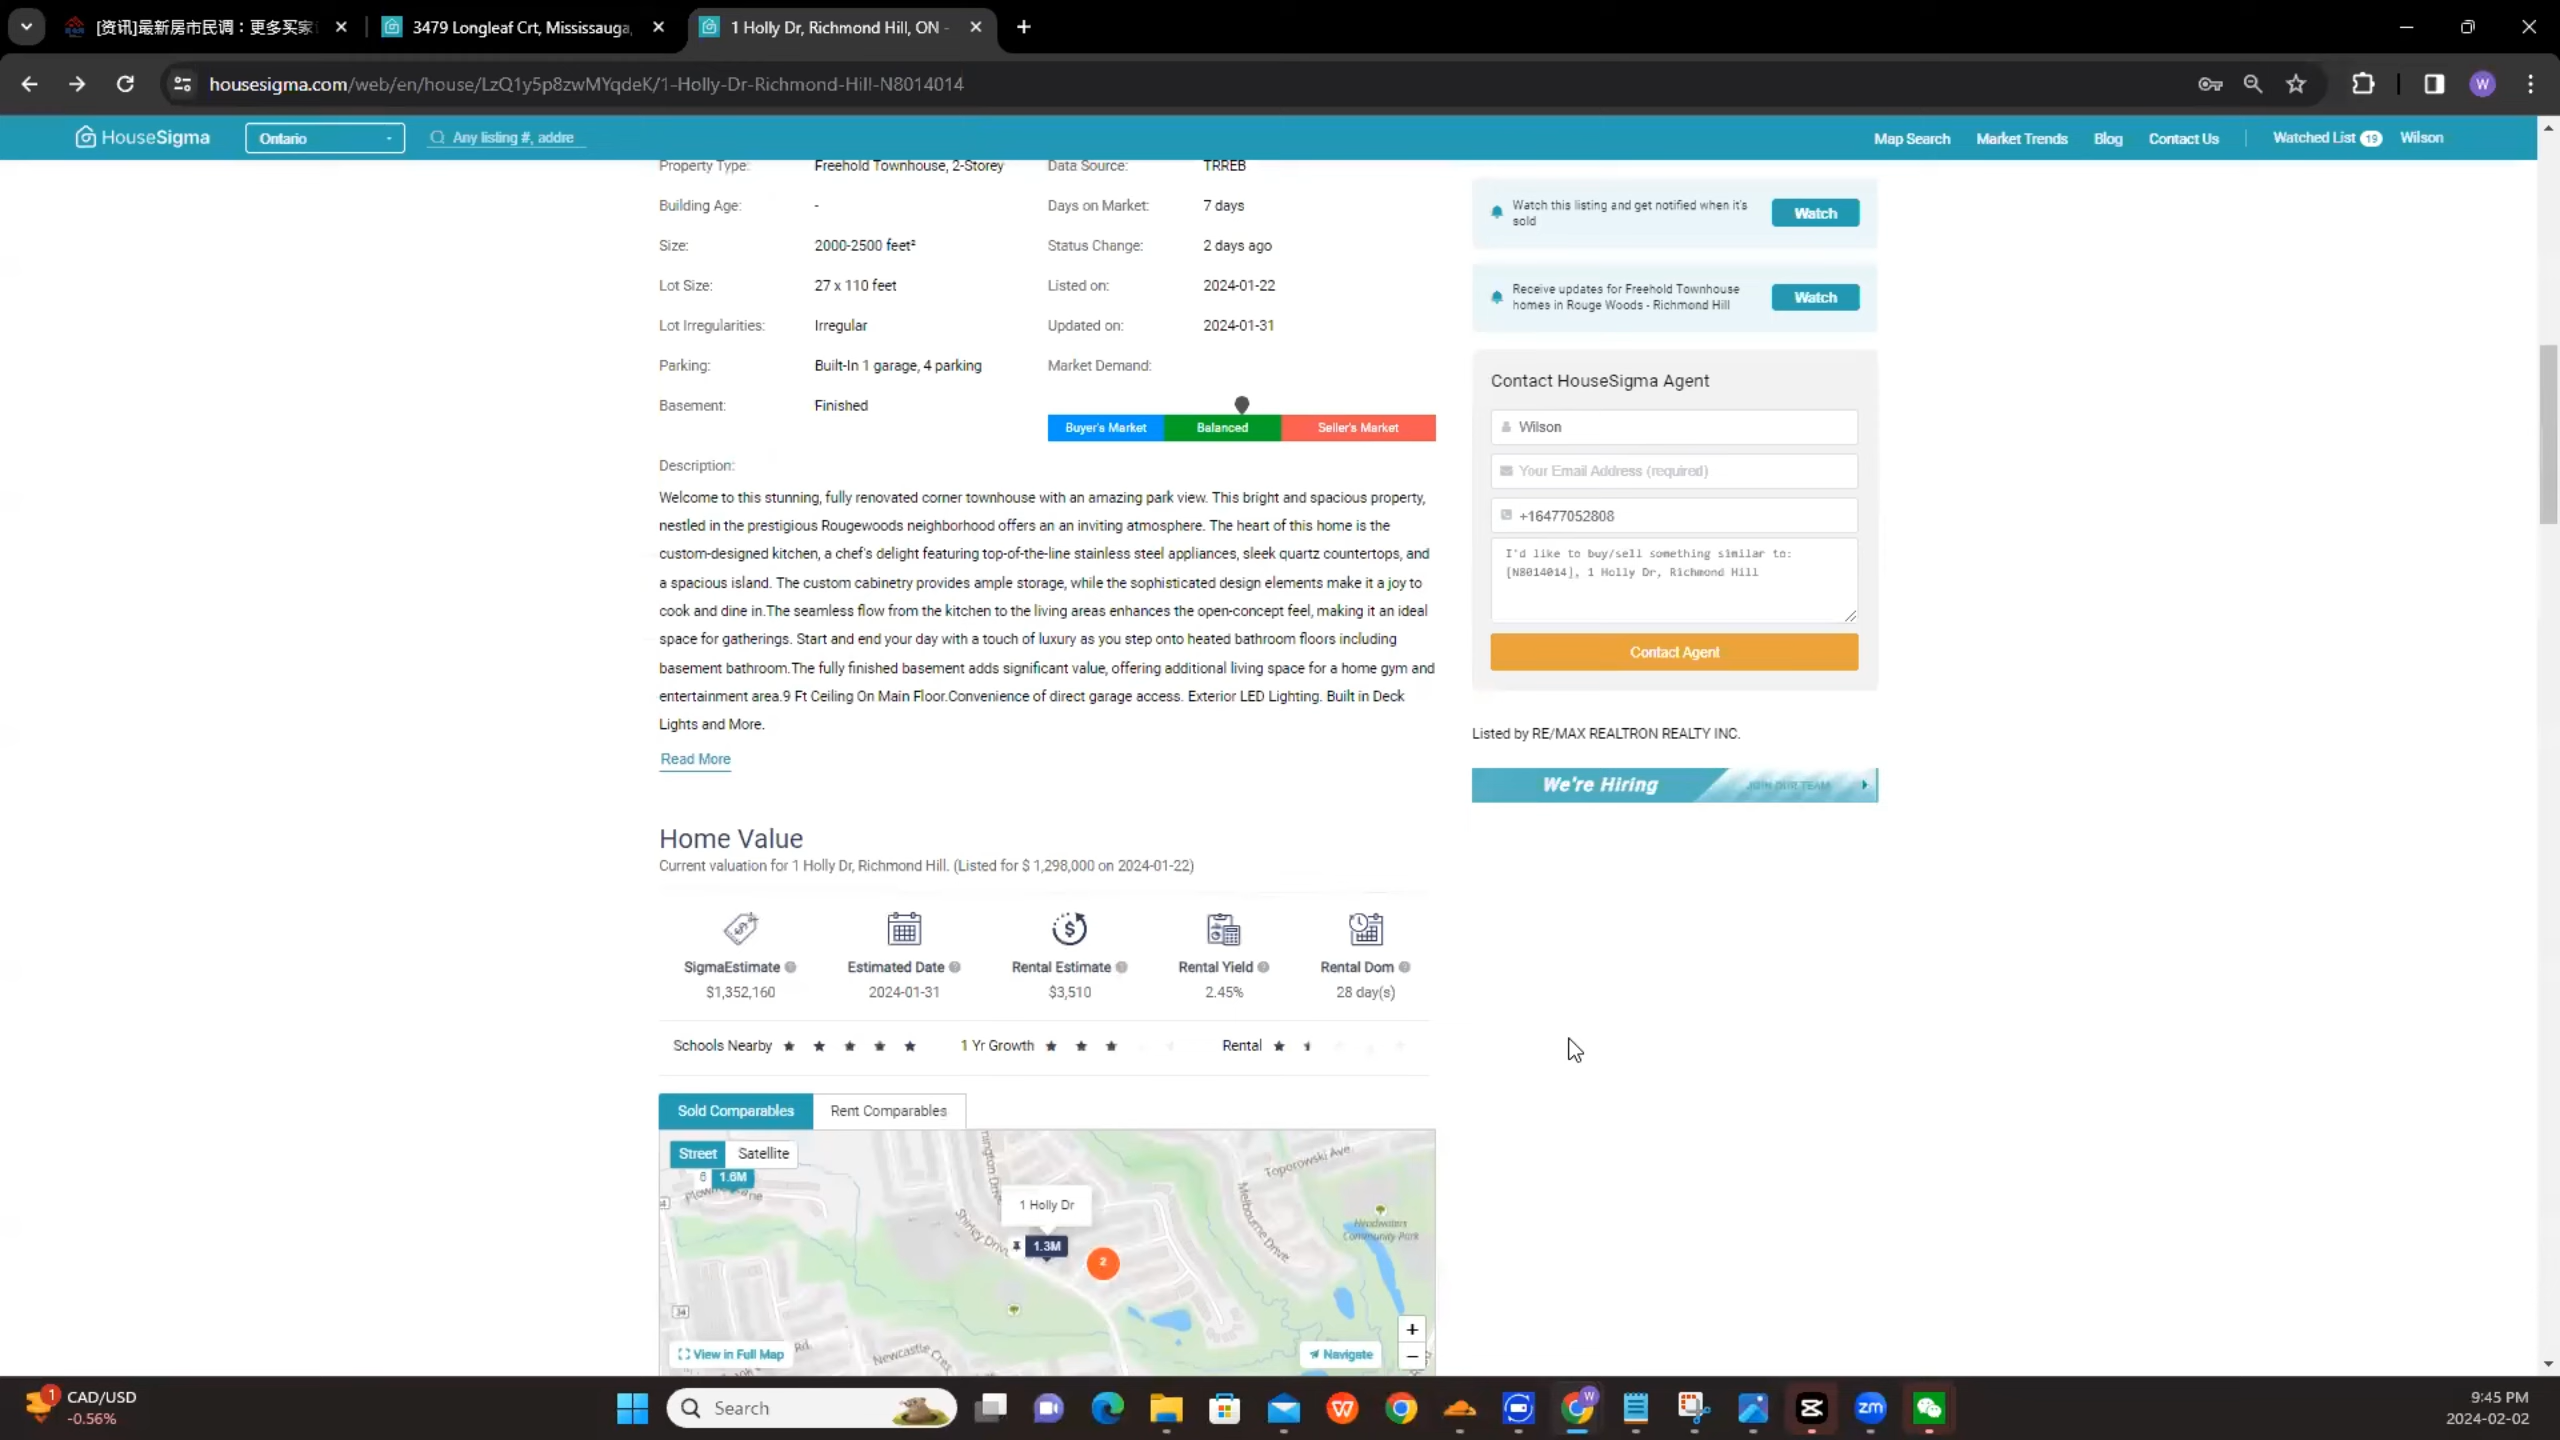 [资讯]最新房市民调：更多买家
3479 Longleaf Crt, Mississauga,
1 Holly Dr, Richmond Hill, ON -
housesigma.com/web/en/house/LzQ1y5p8zwMYqdeK/1-Holly-Dr-Richmond-Hill-N8014014
W
HouseSigma
Ontario
Any listing #, addre
Map Search
Market Trends
Blog
Contact Us
Watched List 19
Wilson
Property Type: Freehold Townhouse, 2-Storey
Data Source: TRREB
Building Age: -
Days on Market: 7 days
Size: 2000-2500 feet²
Status Change: 2 days ago
Lot Size: 27 x 110 feet
Listed on: 2024-01-22
Lot Irregularities: Irregular
Updated on: 2024-01-31
Parking: Built-In 1 garage, 4 parking
Market Demand:
Basement: Finished
Buyer's Market Balanced Seller's Market
Description:
Welcome to this stunning, fully renovated corner townhouse with an amazing park view. This bright and spacious property,
nestled in the prestigious Rougewoods neighborhood offers an an inviting atmosphere. The heart of this home is the
custom-designed kitchen, a chef's delight featuring top-of-the-line stainless steel appliances, sleek quartz countertops, and
a spacious island. The custom cabinetry provides ample storage, while the sophisticated design elements make it a joy to
cook and dine in.The seamless flow from the kitchen to the living areas enhances the open-concept feel, making it an ideal
space for gatherings. Start and end your day with a touch of luxury as you step onto heated bathroom floors including
basement bathroom.The fully finished basement adds significant value, offering additional living space for a home gym and
entertainment area.9 Ft Ceiling On Main Floor.Convenience of direct garage access. Exterior LED Lighting. Built in Deck
Lights and More.
Read More
Watch this listing and get notified when it's
sold
Watch
Receive updates for Freehold Townhouse
homes in Rouge Woods - Richmond Hill
Watch
Contact HouseSigma Agent
Wilson
Your Email Address (required)
+16477052808
I'd like to buy/sell something similar to:
[N8014014], 1 Holly Dr, Richmond Hill
Contact Agent
Listed by RE/MAX REALTRON REALTY INC.
We're Hiring
JOIN OUR TEAM
Home Value
Current valuation for 1 Holly Dr, Richmond Hill. (Listed for $ 1,298,000 on 2024-01-22)
SigmaEstimate
$1,352,160
Estimated Date
2024-01-31
Rental Estimate
$3,510
Rental Yield
2.45%
Rental Dom
28 day(s)
Schools Nearby
1 Yr Growth
Rental
Sold Comparables
Rent Comparables
Street
Satellite
6 1.6M
Toporowski Ave
Melbourne Drive
Shirley Drive
1 Holly Dr
1.3M
2
Headwaters
Community Park
34
Rd.
Newcastle Cres
View in Full Map
Navigate
+
−
1
CAD/USD
-0.56%
Search
W
zm
9:45 PM
2024-02-02